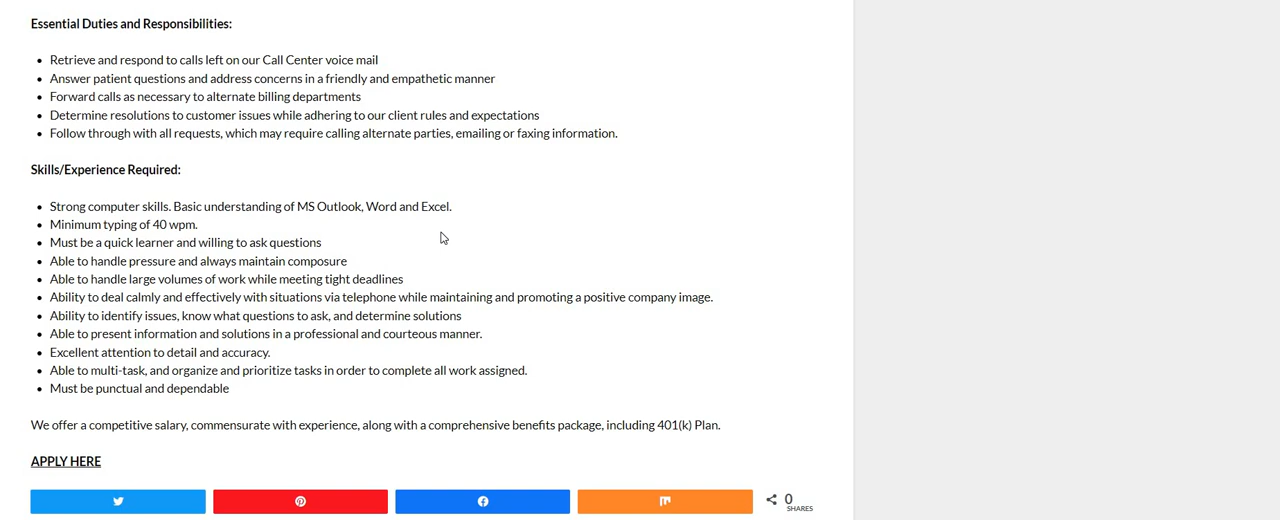 Essential Duties and Responsibilities:
Retrieve and respond to calls left on our Call Center voice mail
Answer patient questions and address concerns in a friendly and empathetic manner
Forward calls as necessary to alternate billing departments
Determine resolutions to customer issues while adhering to our client rules and expectations
Follow through with all requests, which may require calling alternate parties, emailing or faxing information.
Skills/Experience Required:
Strong computer skills. Basic understanding of MS Outlook, Word and Excel.
Minimum typing of 40 wpm.
Must be a quick learner and willing to ask questions
Able to handle pressure and always maintain composure
Able to handle large volumes of work while meeting tight deadlines
Ability to deal calmly and effectively with situations via telephone while maintaining and promoting a positive company image.
Ability to identify issues, know what questions to ask, and determine solutions
Able to present information and solutions in a professional and courteous manner.
Excellent attention to detail and accuracy.
Able to multi-task, and organize and prioritize tasks in order to complete all work assigned.
Must be punctual and dependable
We offer a competitive salary, commensurate with experience, along with a comprehensive benefits package, including 401(k) Plan.
APPLY HERE
0
SHARES